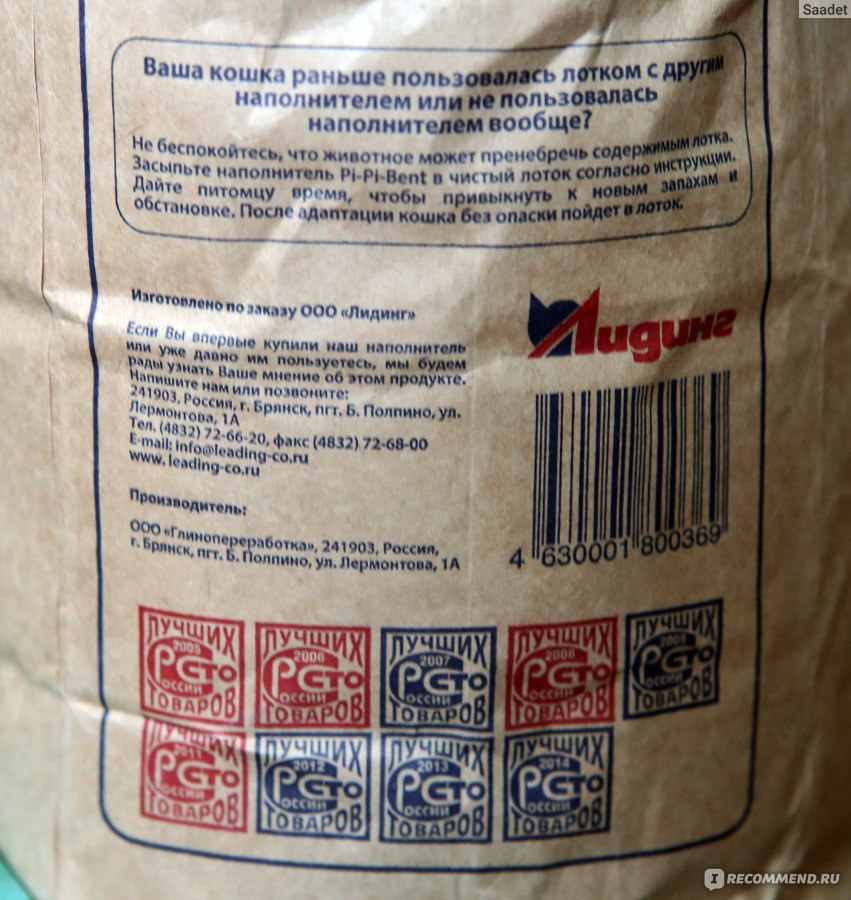 Saadet
Ваша кошка раньше пользовалась лотком с другим
наполнителем или не пользовалась
наполнителем вообще?
Не беспокойтесь, что животное может пренебречь содержимым лотка.
Засыпьте наполнитель Pi-Pi-Bent в чистый лоток согласно инструкции.
Дайте питомцу время, чтобы привыкнуть к новым запахам и
обстановке. После адаптации кошка без опаски пойдет в лоток.
Изготовлено по заказу ООО «Лидинг»
Если Вы впервые купили наш наполнитель
или уже давно им пользуетесь, мы будем
рады узнать Ваше мнение об этом продукте.
Напишите нам или позвоните:
241903, Россия, г. Брянск, пгт. Б. Полпино, ул.
Лермонтова, 1А
Тел. (4832) 72-66-20, факс (4832) 72-68-00
E-mail: info@leading-co.ru
www. leading-co.ru
Лидинг
4 630001 800369
Производитель:
ООО «Глинопереработка», 241903, Россия,
г. Брянск, пгт. Б. Полпино, ул. Лермонтова, 1А
ЛУЧШИХ ЛУЧШИХ ЛУЧШИХ ЛУЧШИХ ЛУЧШИХ
2005 2006 2007 2008 2009
СТО СТО СТО СТО СТО
РОССИИ РОССИИ РОССИИ РОССИИ РОССИИ
ТОВАРОВ ТОВАРОВ ТОВАРОВ ТОВАРОВ ТОВАРОВ
ЛУЧШИХ ЛУЧШИХ ЛУЧШИХ ЛУЧШИХ
2011 2012 2013 2014
СТО СТО СТО СТО
РОССИИ РОССИИ РОССИИ РОССИИ
ТОВАРОВ ТОВАРОВ ТОВАРОВ ТОВАРОВ
IRECOMMEND.RU